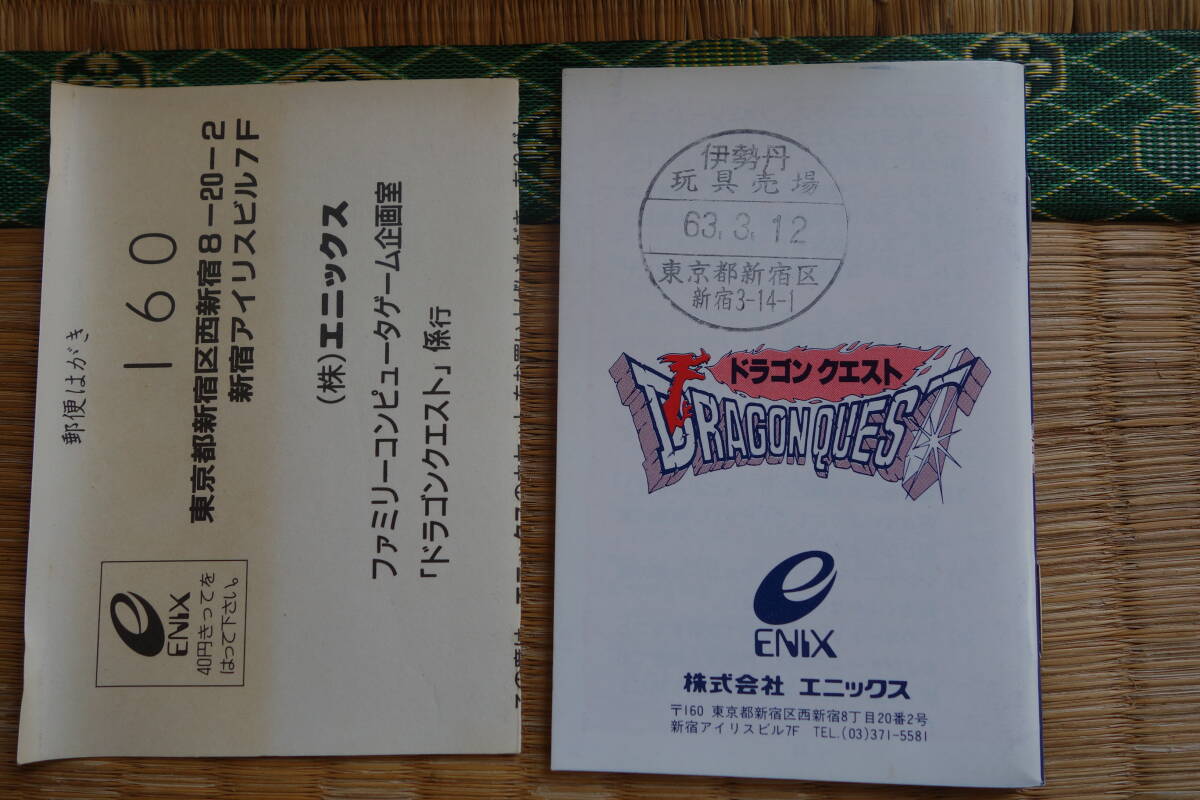 郵便はがき
160
東京都新宿区西新宿8-20-2
新宿アイリスビル7F
(株)エニックス
ファミリーコンピュータゲーム企画室
「ドラゴンクエスト」係行
ENIX
40円きってを
はって下さい。
伊勢丹
玩具売場
63.3.12
東京都新宿区
新宿3-14-1
ドラゴンクエスト
DRAGON QUEST
ENIX
株式会社 エニックス
〒160 東京都新宿区西新宿8丁目20番2号
新宿アイリスビル7F TEL.(03)371-5581